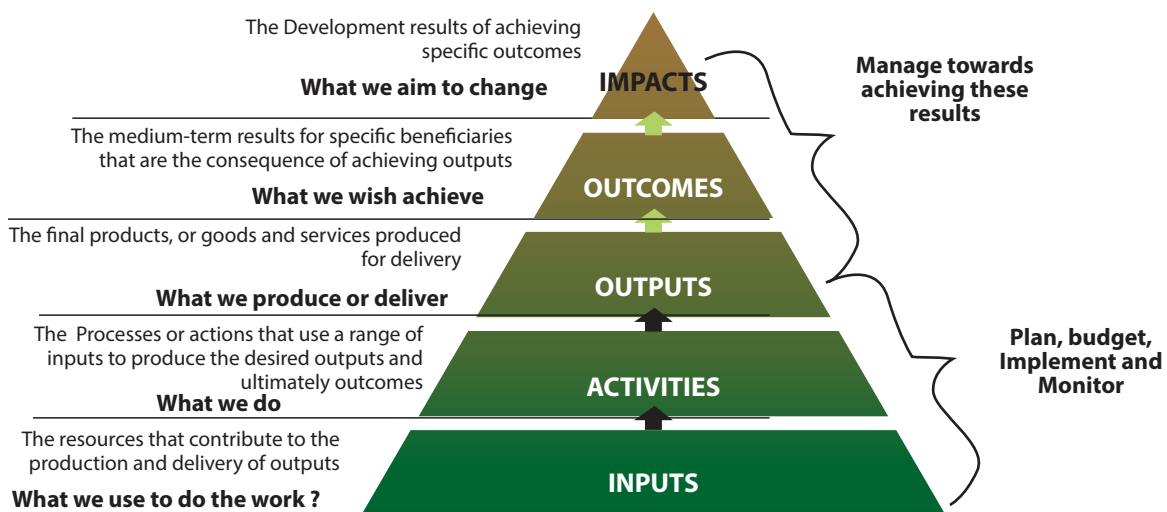 The Development results of achieving
specific outcomes
What we aim to change
IMPACTS
Manage towards
achieving these
results
The medium-term results for specific beneficiaries
that are the consequence of achieving outputs
What we wish achieve
OUTCOMES
The final products, or goods and services produced
for delivery
What we produce or deliver
OUTPUTS
The Processes or actions that use a range of
inputs to produce the desired outputs and
ultimately outcomes
What we do
ACTIVITIES
Plan, budget,
Implement and
Monitor
The resources that contribute to the
production and delivery of outputs
What we use to do the work ?
INPUTS